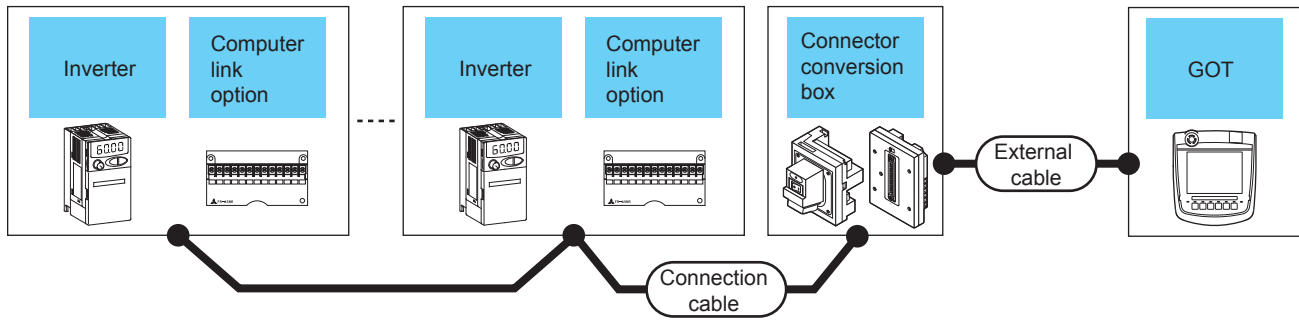 Inverter
Computer
link
option
Inverter
Computer
link
option
Connector
conversion
box
GOT
60.00
60.00
External
cable
Connection
cable